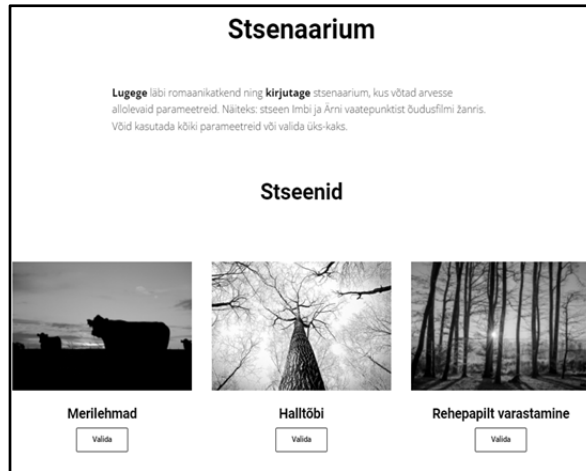 Stsenaarium
Lugege läbi romaanikatkend ning kirjutage stsenaarium, kus võtad arvesse
allolevaid parameetreid. Näiteks: stseen Imbi ja Ärni vaatepunktist õudusfilmi žanris.
Võid kasutada kõiki parameetreid või valida üks-kaks.
Stseenid
Merilehmad
Halltõbi
Rehepapilt varastamine
Valida
Valida
Valida